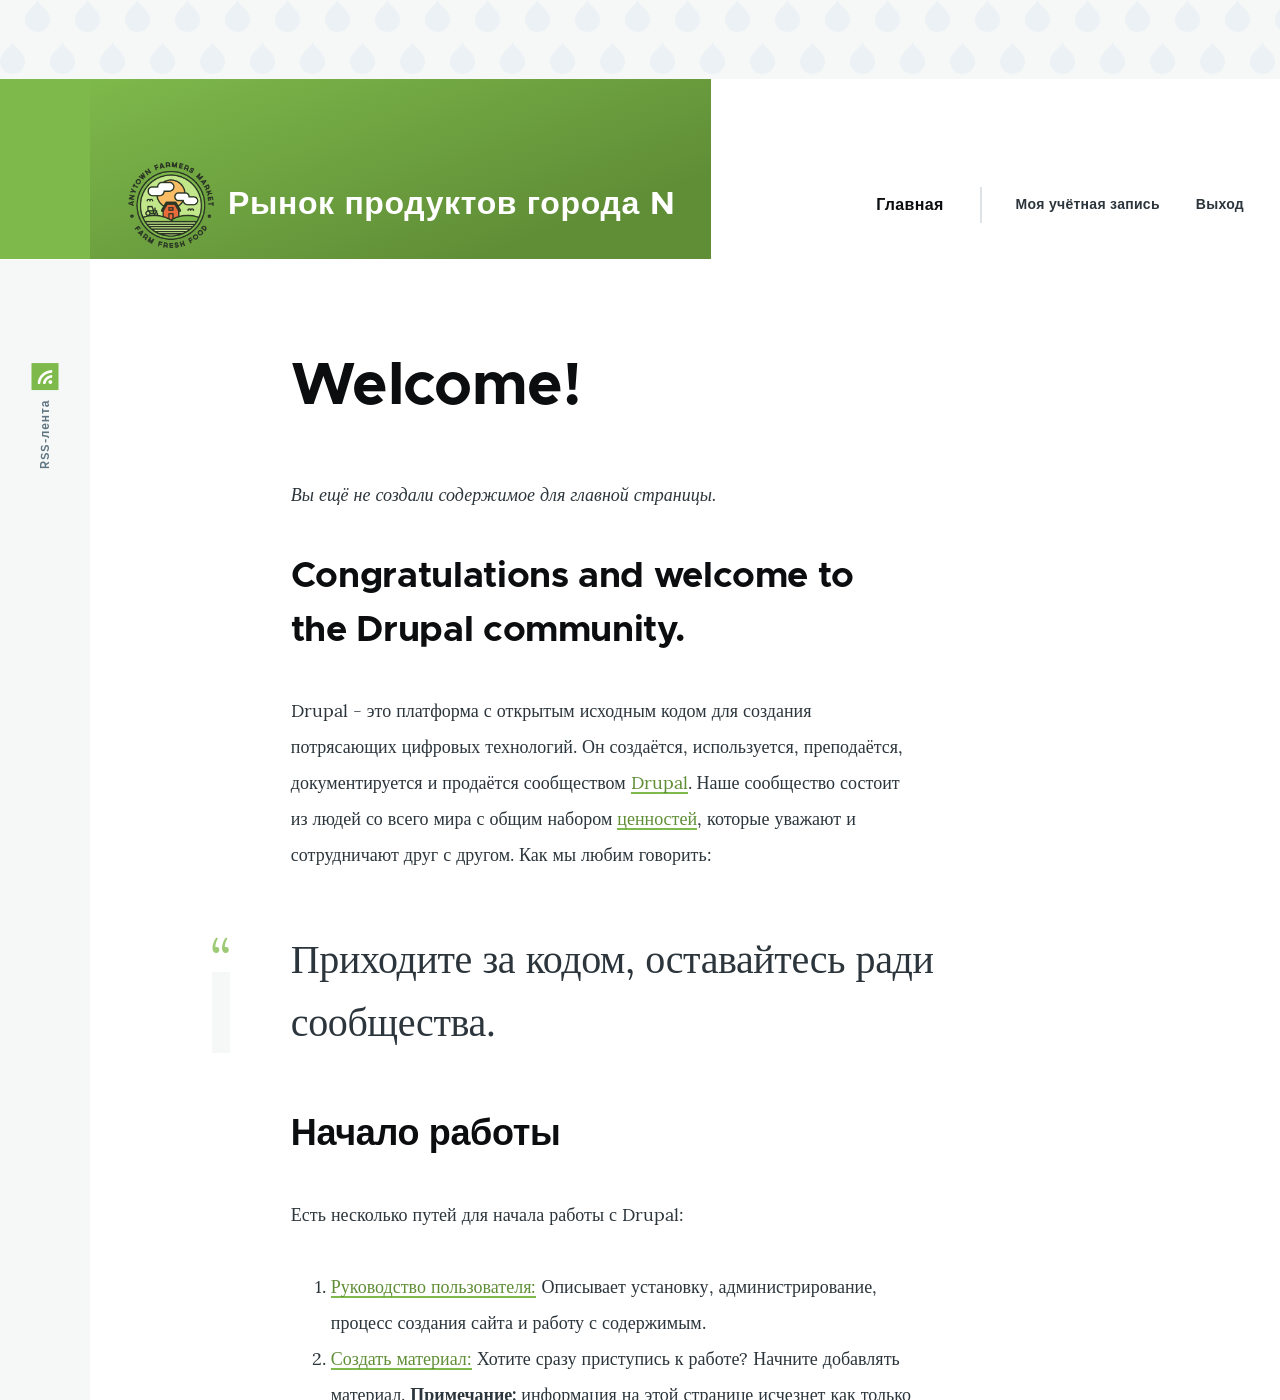 ANYTOWN FARMERS MARKET
FARM FRESH FOOD
Рынок продуктов города N
Главная
Моя учётная запись
Выход
RSS-лента
Welcome!
Вы ещё не создали содержимое для главной страницы.
Congratulations and welcome to
the Drupal community.
Drupal - это платформа с открытым исходным кодом для создания
потрясающих цифровых технологий. Он создаётся, используется, преподаётся,
документируется и продаётся сообществом Drupal. Наше сообщество состоит
из людей со всего мира с общим набором ценностей, которые уважают и
сотрудничают друг с другом. Как мы любим говорить:
“
Приходите за кодом, оставайтесь ради
сообщества.
Начало работы
Есть несколько путей для начала работы с Drupal:
1. Руководство пользователя: Описывает установку, администрирование,
процесс создания сайта и работу с содержимым.
2. Создать материал: Хотите сразу приступись к работе? Начните добавлять
материал. Примечание: информация на этой странице исчезнет как только